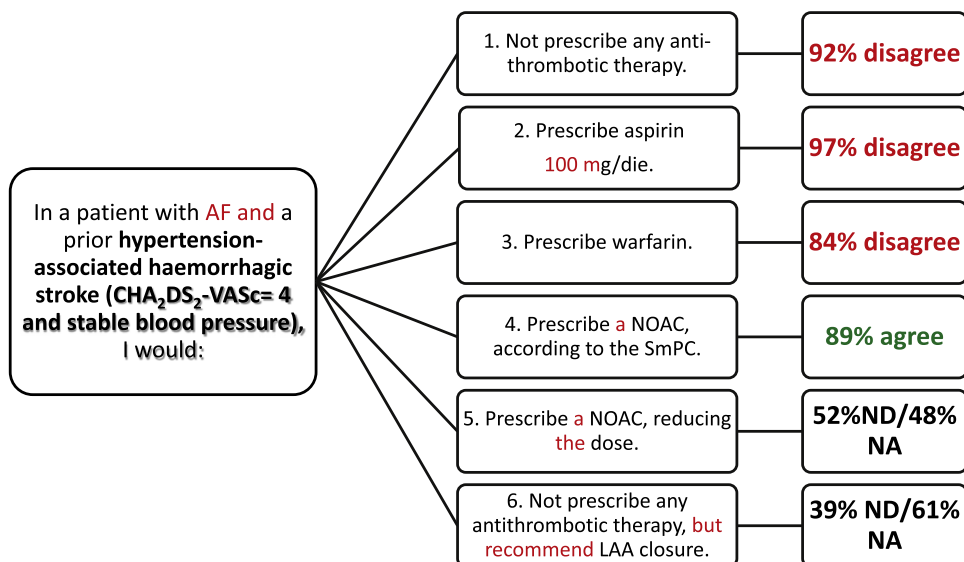 In a patient with AF and a
prior hypertension-
associated haemorrhagic
stroke (CHA₂DS₂-VASc= 4
and stable blood pressure),
I would:
1. Not prescribe any anti-
thrombotic therapy.
92% disagree
2. Prescribe aspirin
100 mg/die.
97% disagree
3. Prescribe warfarin.
84% disagree
4. Prescribe a NOAC,
according to the SmPC.
89% agree
5. Prescribe a NOAC, reducing
the dose.
52%ND/48%
NA
6. Not prescribe any
antithrombotic therapy, but
recommend LAA closure.
39% ND/61%
NA